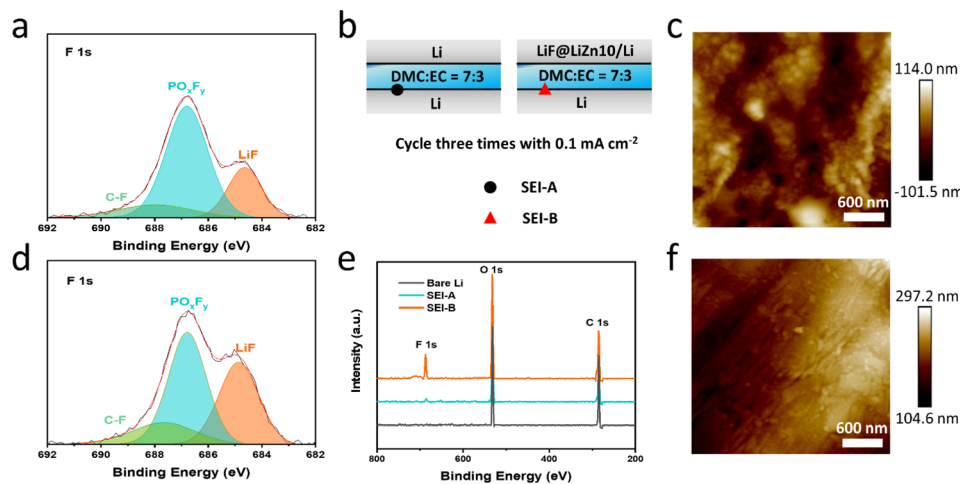 a
F 1s
POxFy
LiF
C-F
692 690 688 686 684 682
Binding Energy (eV)
b
Li
DMC:EC = 7:3
Li
LiF@LiZn10/Li
DMC:EC = 7:3
Li
Cycle three times with 0.1 mA cm-2
SEI-A
SEI-B
c
114.0 nm
-101.5 nm
600 nm
d
F 1s
POxFy
LiF
C-F
692 690 688 686 684 682
Binding Energy (eV)
e
Intensity (a.u.)
Bare Li
SEI-A
SEI-B
O 1s
F 1s
C 1s
800 600 400 200
Binding Energy (eV)
f
297.2 nm
104.6 nm
600 nm